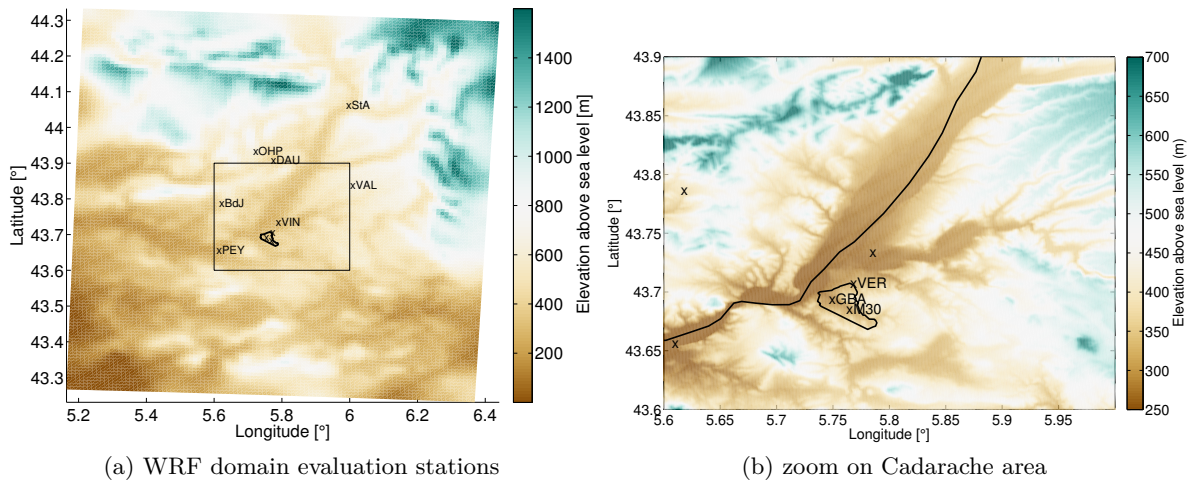 44.3
44.2
44.1
44
43.9
43.8
43.7
43.6
43.5
43.4
43.3
Latitude [°]
5.2 5.4 5.6 5.8 6 6.2 6.4
Longitude [°]
xStA
xOHP
xDAU
xVAL
xBdJ
xVIN
xPEY
1400
1200
1000
800
600
400
200
Elevation above sea level [m]
(a) WRF domain evaluation stations
43.9
43.85
43.8
43.75
43.7
43.65
43.6
Latitude [°]
5.6 5.65 5.7 5.75 5.8 5.85 5.9 5.95
Longitude [°]
x
x
xVER
xGBA
xM30
x
700
650
600
550
500
450
400
350
300
250
Elevation above sea level (m)
(b) zoom on Cadarache area